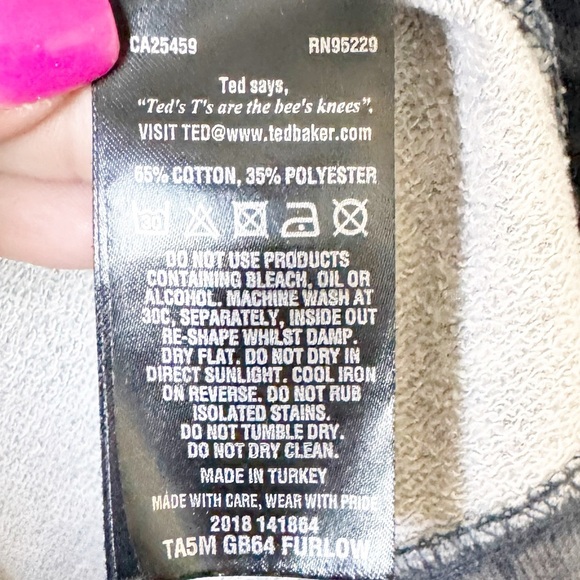 CA25459 RN95229
Ted says,
"Ted's T's are the bee's knees".
VISIT TED@www.tedbaker.com
65% COTTON, 35% POLYESTER
30
DO NOT USE PRODUCTS
CONTAINING BLEACH, OIL OR
ALCOHOL. MACHINE WASH AT
30C, SEPARATELY, INSIDE OUT
RE-SHAPE WHILST DAMP.
DRY FLAT. DO NOT DRY IN
DIRECT SUNLIGHT. COOL IRON
ON REVERSE. DO NOT RUB
ISOLATED STAINS.
DO NOT TUMBLE DRY.
DO NOT DRY CLEAN.
MADE IN TURKEY
MADE WITH CARE, WEAR WITH PRIDE
2018 141864
TA5M GB64 FURLOW